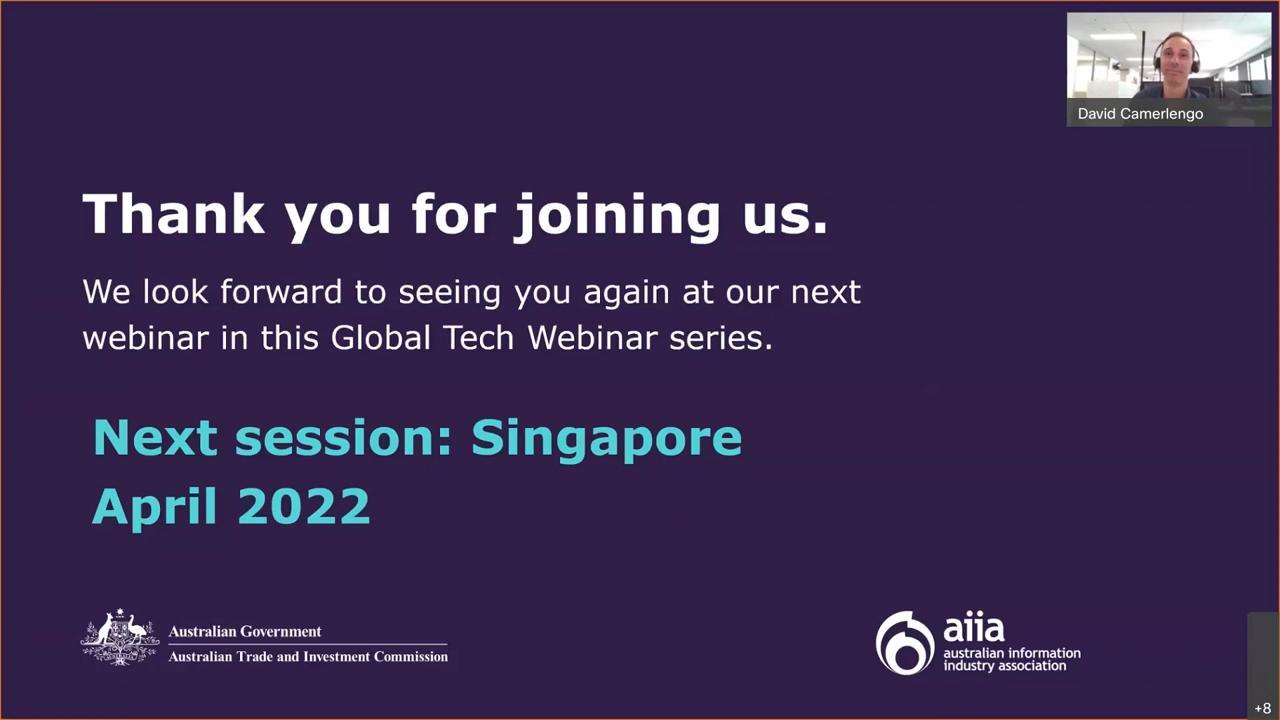 David Camerlengo
Thank you for joining us.
We look forward to seeing you again at our next
webinar in this Global Tech Webinar series.
Next session: Singapore
April 2022
Australian Government
Australian Trade and Investment Commission
aiia
australian information
industry association
+8